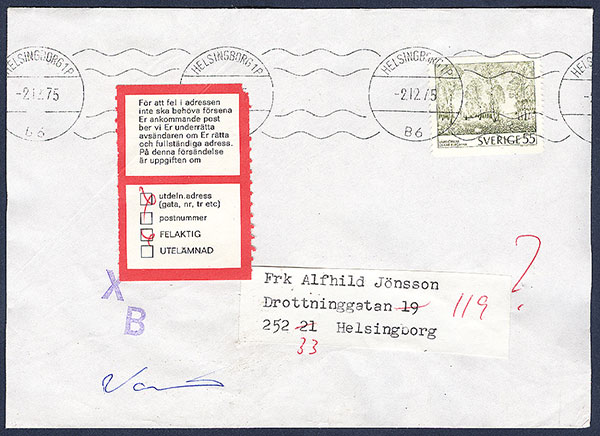 HELSINGBORG 1P
-2.12.75
B6
HELSINGBORG 1P
HELSINGBORG 1P
-2.12.75
B6
SVERIGE 55
För att fel i adressen
inte ska behöva försena
Er ankommande post
ber vi Er underrätta
avsändaren om Er rätta
och fullständiga adress.
På denna försändelse
är uppgiften om
utdeln.adress
(gata, nr, tr etc)
postnummer
FELAKTIG
UTELÄMNAD
X
B
Frk Alfhild Jönsson
Drottninggatan 19 119 ?
252 21 Helsingborg
33